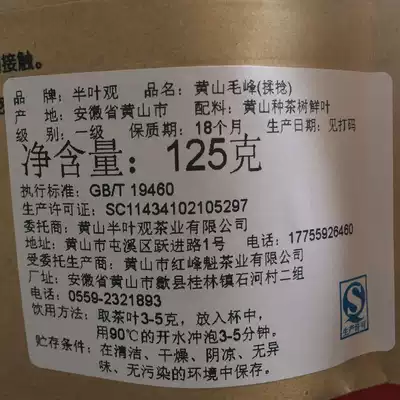 接触。
品 牌: 半叶观 品 名: 黄山毛峰(揉捻)
产 地: 安徽省黄山市 配料: 黄山种茶树鲜叶
级 别: 一级 保质期: 18个月 生产日期: 见打码
净含量: 125克
执行标准: GB/T 19460
生产许可证: SC11434102105297
委托商: 黄山半叶观茶业有限公司
地址: 黄山市屯溪区跃进路1号 电话: 17755926460
受委托生产商: 黄山市红峰魁茶业有限公司
厂址: 安徽省黄山市歙县桂林镇石河村二组
电话: 0559-2321893
饮用方法: 取茶叶3-5克, 放入杯中,
用90℃的开水冲泡3-5分钟。
贮存条件: 在清洁、干燥、阴凉、无异
味、无污染的环境中保存。
生产许可